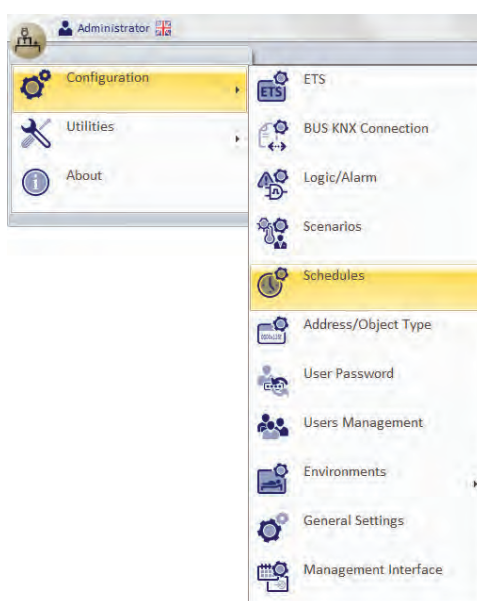 Administrator
Configuration
Utilities
About
ETS
ETS
BUS KNX Connection
Logic/Alarm
Scenarios
Schedules
Address/Object Type
User Password
Users Management
Environments
General Settings
Management Interface